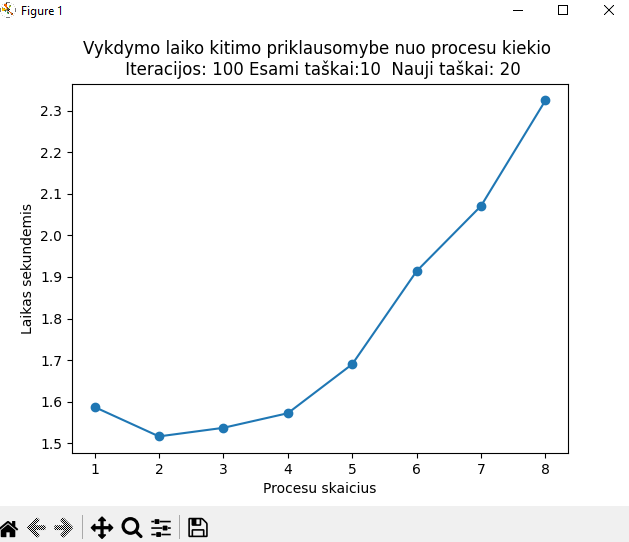 Figure 1
Vykdymo laiko kitimo priklausomybe nuo procesu kiekio
Iteracijos: 100 Esami taškai:10  Nauji taškai: 20
2.3
2.2
2.1
2.0
1.9
1.8
1.7
1.6
1.5
Laikas sekundemis
1 2 3 4 5 6 7 8
Procesu skaicius